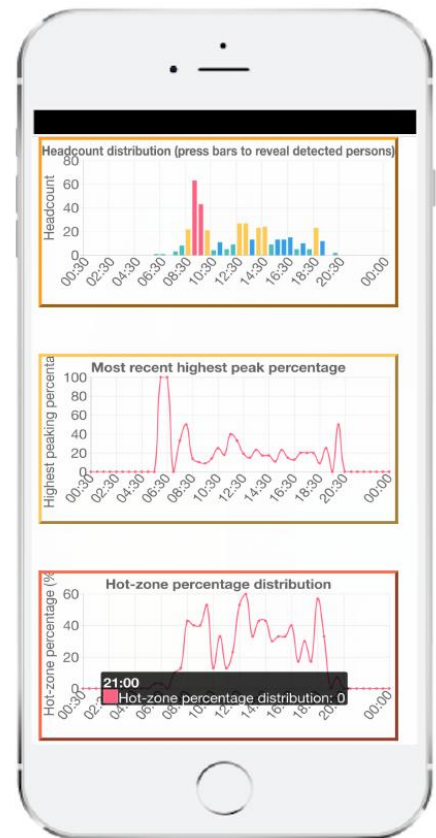 Headcount distribution (press bars to reveal detected persons)
Headcount
80
60
40
20
0
00:30 02:30 04:30 06:30 08:30 10:30 12:30 14:30 16:30 18:30 20:30 00:00
Most recent highest peak percentage
Highest peaking percenta
100
80
60
40
20
0
00:30 02:30 04:30 06:30 08:30 10:30 12:30 14:30 16:30 18:30 20:30 00:00
Hot-zone percentage distribution
Hot-zone percentage (%
60
40
20
0
21:00
Hot-zone percentage distribution: 0
00:30 00:00